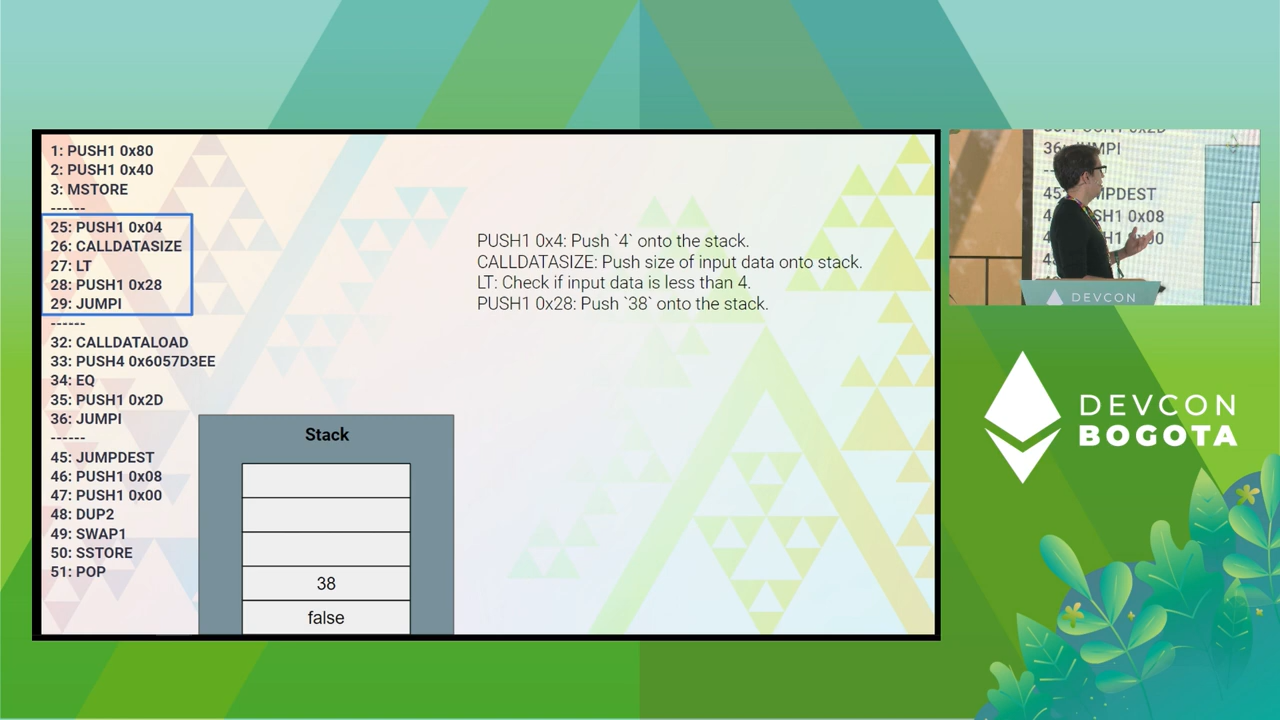 1: PUSH1 0x80
2: PUSH1 0x40
3: MSTORE
------
25: PUSH1 0x04
26: CALLDATASIZE
27: LT
28: PUSH1 0x28
29: JUMPI
------
32: CALLDATALOAD
33: PUSH4 0x6057D3EE
34: EQ
35: PUSH1 0x2D
36: JUMPI
------
45: JUMPDEST
46: PUSH1 0x08
47: PUSH1 0x00
48: DUP2
49: SWAP1
50: SSTORE
51: POP
PUSH1 0x4: Push `4` onto the stack.
CALLDATASIZE: Push size of input data onto stack.
LT: Check if input data is less than 4.
PUSH1 0x28: Push `38` onto the stack.
Stack
38
false
36: JUMPI
DEVCON
DEVCON
BOGOTA